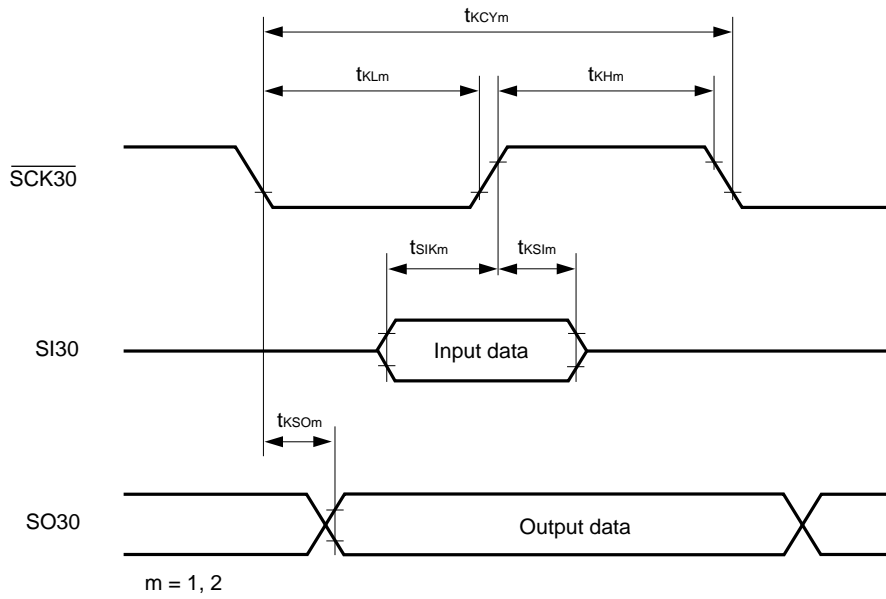 tKCYm
tKLm
tKHm
SCK30
tSIKm
tKSIm
SI30
Input data
tKSOm
SO30
Output data
m = 1, 2